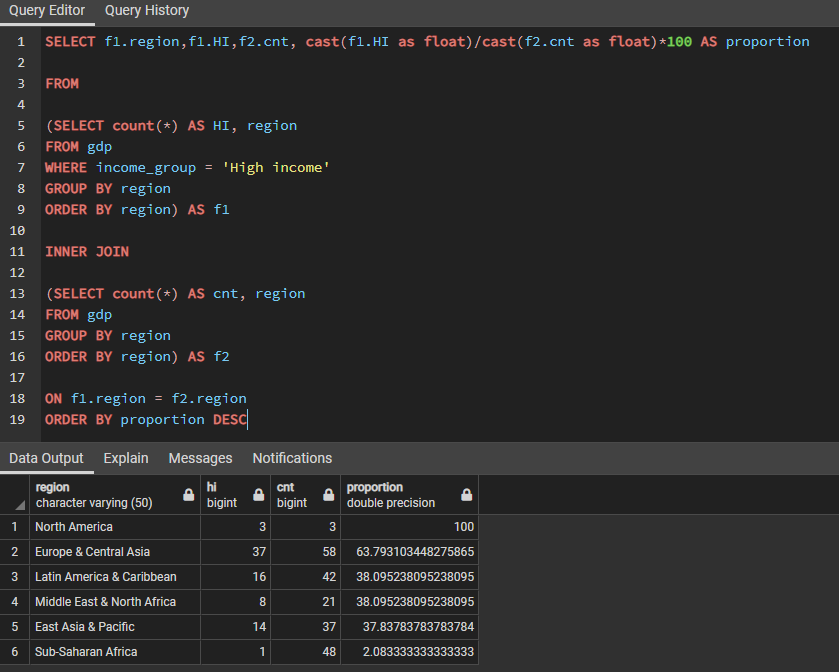 Query Editor Query History
1 SELECT f1.region,f1.HI,f2.cnt, cast(f1.HI as float)/cast(f2.cnt as float)*100 AS proportion
2
3 FROM
4
5 (SELECT count(*) AS HI, region
6 FROM gdp
7 WHERE income_group = 'High income'
8 GROUP BY region
9 ORDER BY region) AS f1
10
11 INNER JOIN
12
13 (SELECT count(*) AS cnt, region
14 FROM gdp
15 GROUP BY region
16 ORDER BY region) AS f2
17
18 ON f1.region = f2.region
19 ORDER BY proportion DESC
Data Output Explain Messages Notifications
region hi cnt proportion
character varying (50) bigint bigint double precision
1 North America 3 3 100
2 Europe & Central Asia 37 58 63.793103448275865
3 Latin America & Caribbean 16 42 38.095238095238095
4 Middle East & North Africa 8 21 38.095238095238095
5 East Asia & Pacific 14 37 37.83783783783784
6 Sub-Saharan Africa 1 48 2.083333333333333